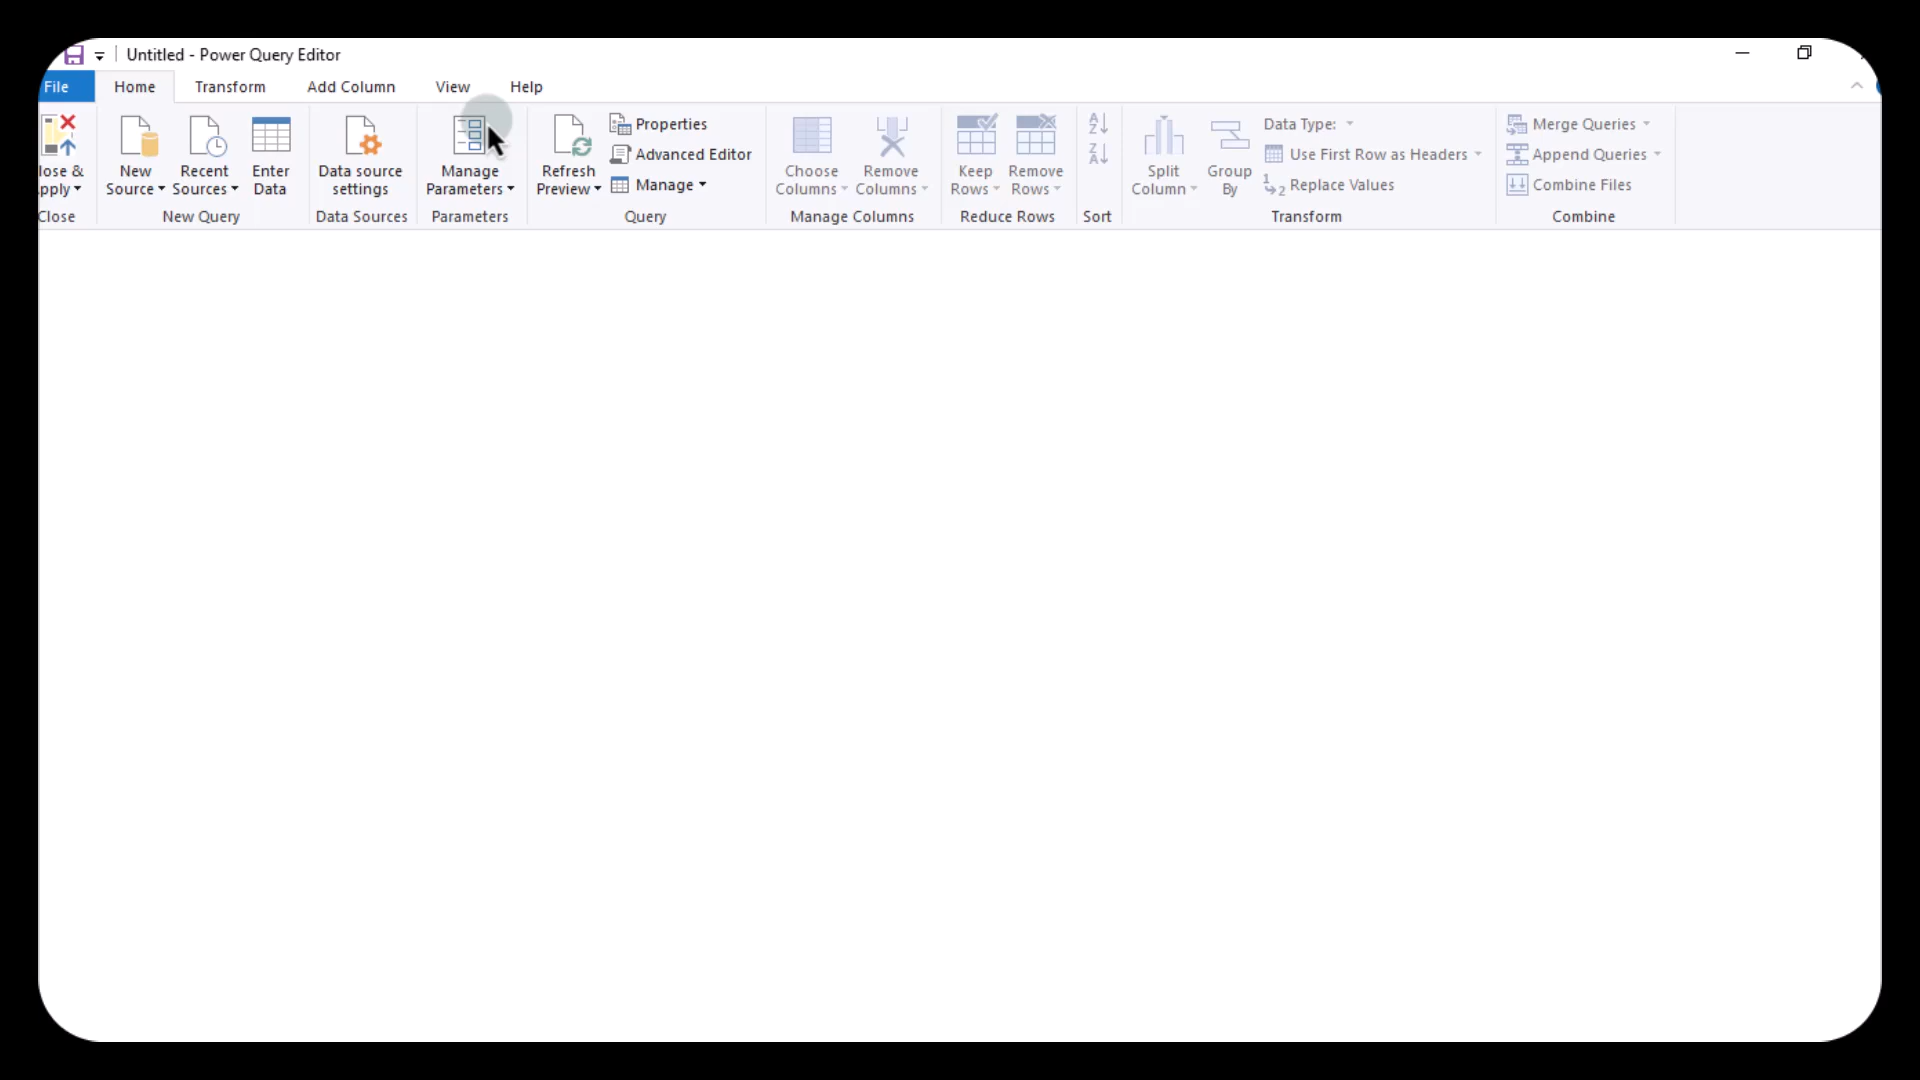 Untitled - Power Query Editor
File Home Transform Add Column View Help
lose &
pply
New
Source
Recent
Sources
Enter
Data
Data source
settings
Manage
Parameters
Refresh
Preview
Properties
Advanced Editor
Manage
Choose
Columns
Remove
Columns
Keep
Rows
Remove
Rows
Split
Column
Group
By
Data Type:
Use First Row as Headers
Replace Values
Merge Queries
Append Queries
Combine Files
Close New Query Data Sources Parameters Query Manage Columns Reduce Rows Sort Transform Combine